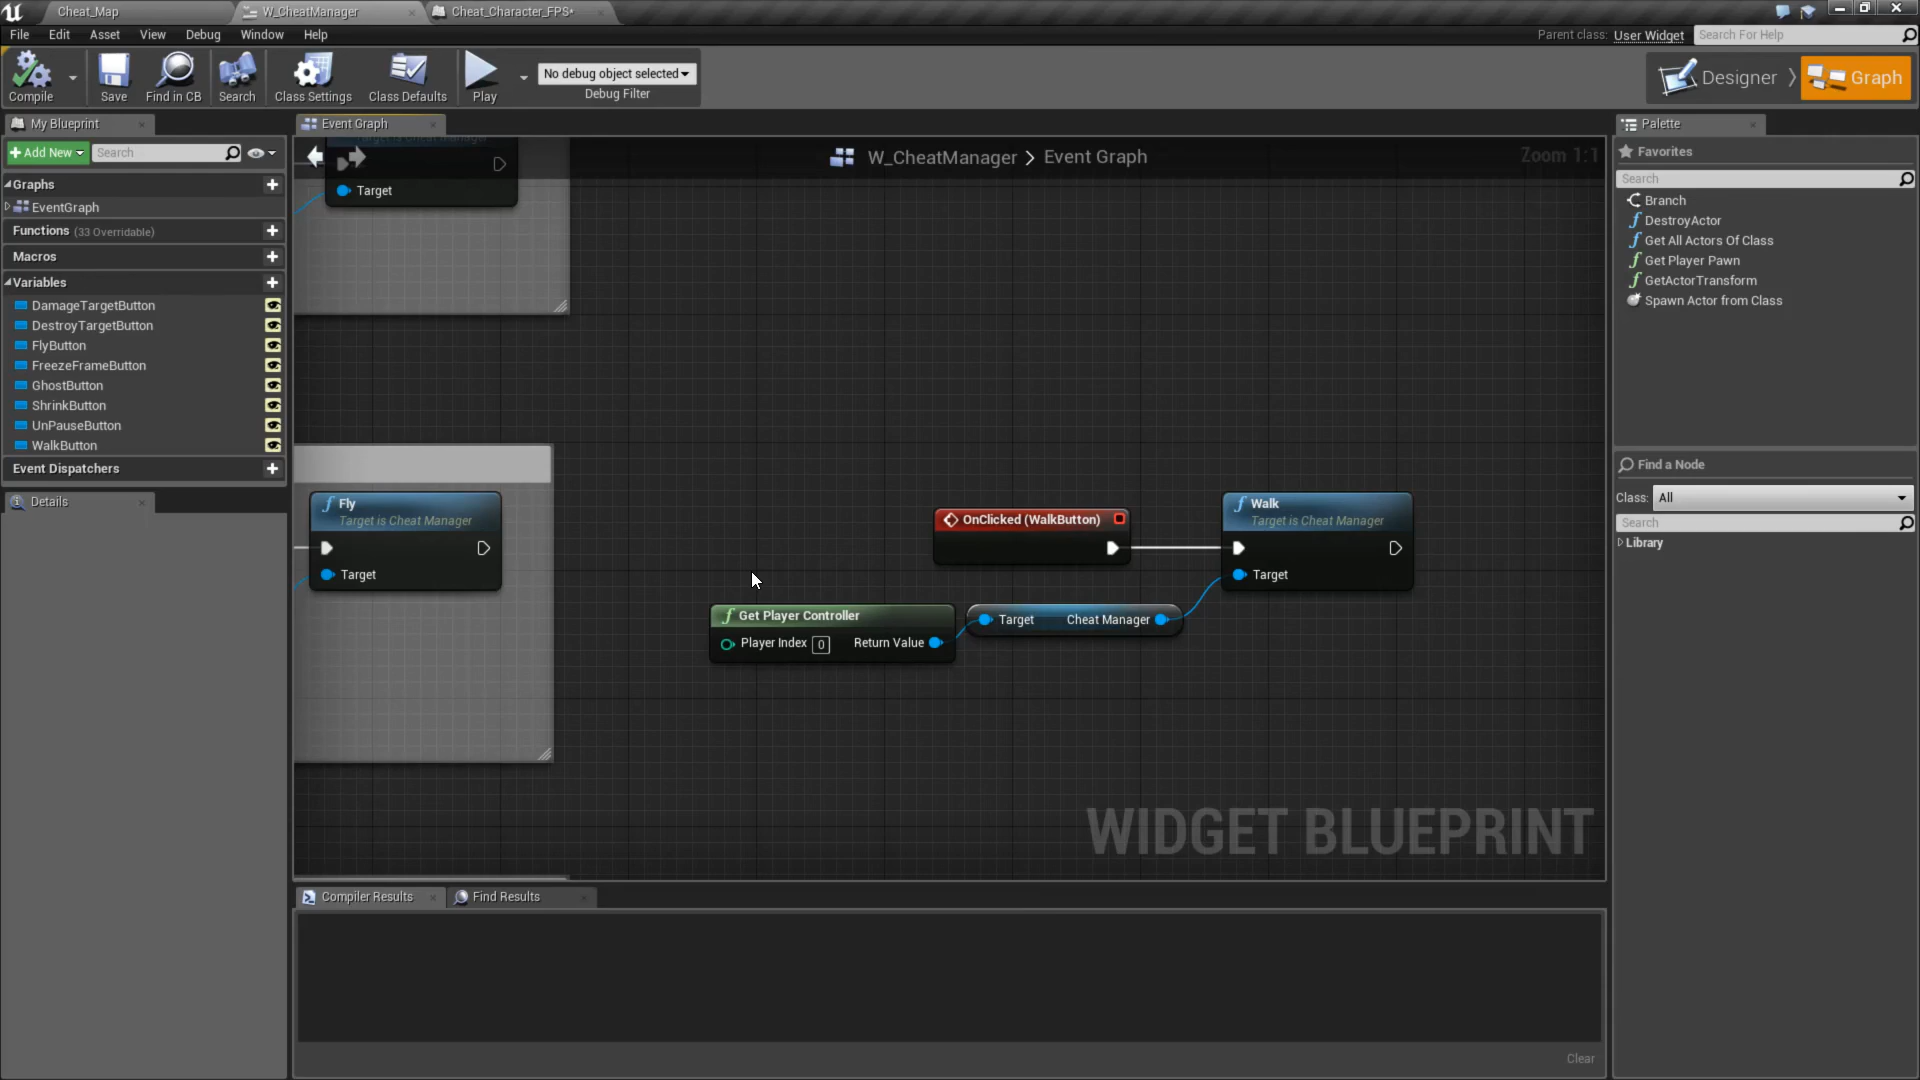 Cheat_Map
W_CheatManager
Cheat_Character_FPS*
File
Edit
Asset
View
Debug
Window
Help
Parent class:
User Widget
Search For Help
Compile
Save
Find in CB
Search
Class Settings
Class Defaults
Play
No debug object selected
Debug Filter
Designer
Graph
My Blueprint
+Add New
Search
Graphs
EventGraph
Functions (33 Overridable)
Macros
Variables
DamageTargetButton
DestroyTargetButton
FlyButton
FreezeFrameButton
GhostButton
ShrinkButton
UnPauseButton
WalkButton
Event Dispatchers
Details
Event Graph
W_CheatManager > Event Graph
Zoom 1:1
Target is Cheat Manager
Target
f Fly
Target is Cheat Manager
Target
OnClicked (WalkButton)
f Walk
Target is Cheat Manager
Target
f Get Player Controller
Player Index 0
Return Value
Target
Cheat Manager
WIDGET BLUEPRINT
Compiler Results
Find Results
Clear
Palette
Favorites
Search
Branch
f DestroyActor
f Get All Actors Of Class
f Get Player Pawn
f GetActorTransform
Spawn Actor from Class
Find a Node
Class: All
Search
Library